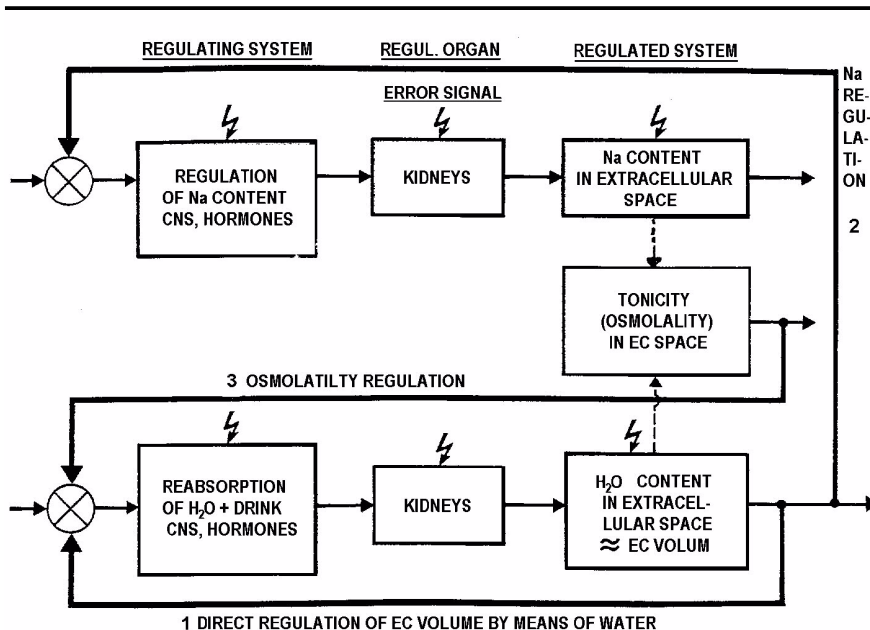 REGULATING SYSTEM
REGUL. ORGAN
REGULATED SYSTEM
ERROR SIGNAL
Na
RE-
GU-
LA-
TI-
ON
2
REGULATION
OF Na CONTENT
CNS, HORMONES
KIDNEYS
Na CONTENT
IN EXTRACELLULAR
SPACE
TONICITY
(OSMOLALITY)
IN EC SPACE
3 OSMOLATILTY REGULATION
REABSORPTION
OF H₂O + DRINK
CNS, HORMONES
KIDNEYS
H₂O CONTENT
IN EXTRACEL-
LULAR SPACE
≈ EC VOLUM
1 DIRECT REGULATION OF EC VOLUME BY MEANS OF WATER